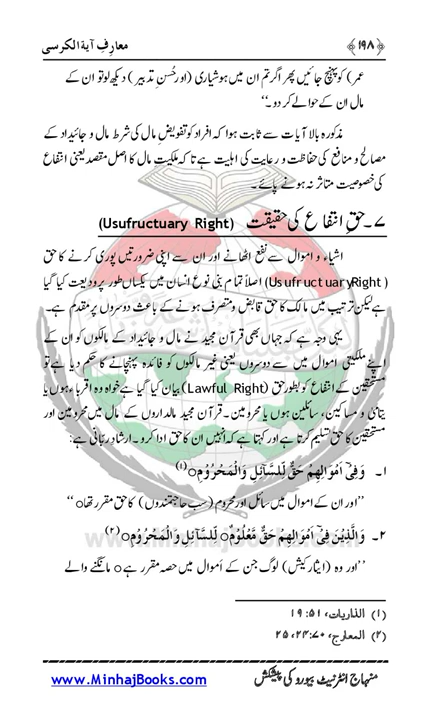 ﴿۱۹۸﴾ معارفِ آیۃ الکرسی
عمر) کو پہنچ جائیں پھر اگر تم ان میں ہوشیاری (اور حُسنِ تدبیر) دیکھ لو تو ان کے
مال ان کے حوالے کر دو۔‘‘
مذکورہ بالا آیات سے ثابت ہوا کہ افراد کو تفویضِ مال کی شرط مال و جائیداد کے
مصالح و منافع کی حفاظت و رعایت کی اہلیت ہے تا کہ ملکیتِ مال کا اصل مقصد یعنی انتفاع
کی خصوصیت متاثر نہ ہونے پائے۔
۷۔ حقِ انتفاع کی حقیقت (Usufructuary Right)
اشیاء و اموال سے نفع اٹھانے اور ان سے اپنی ضرورتیں پوری کرنے کا حق
(Usufructuary Right) اصلاً تمام بنی نوع انسان میں یکساں طور پر ودیعت کیا گیا
ہے لیکن ترتیب میں مالک کا حق قابض و متصرف ہونے کے باعث دوسروں پر مقدم ہے۔
یہی وجہ ہے کہ جہاں بھی قرآن مجید نے مال و جائیداد کے مالکوں کو ان کے
اپنے ملکیتی اموال میں سے دوسروں یعنی غیر مالکوں کو فائدہ پہنچانے کا حکم دیا ہے تو
مستحقین کے انتفاع کو بطورِ حق (Lawful Right) بیان کیا گیا ہے خواہ وہ اقرباء ہوں یا
یتامٰی و مساکین، سائلین ہوں یا محرومین۔ قرآن مجید مالداروں کے مال میں محرومین اور
مستحقین کا حق تسلیم کرتا ہے اور کہتا ہے کہ انہیں ان کا حق ادا کرو۔ ارشادِ ربانی ہے:
۱۔ وَفِیْٓ اَمْوَالِهِمْ حَقٌّ لِّلسَّآئِلِ وَالْمَحْرُوْمِo(۱)
’’اور ان کے اموال میں سائل اور محروم (سب حاجتمندوں) کا حق مقرر تھاo‘‘
۲۔ وَالَّذِیْنَ فِیْٓ اَمْوَالِهِمْ حَقٌّ مَّعْلُوْمٌo لِّلسَّآئِلِ وَالْمَحْرُوْمِo(۲)
www.MinhajBooks.com
’’اور وہ (ایثار کیش) لوگ جن کے اَموال میں حصہ مقرر ہےo مانگنے والے
(۱) الذاریات، ۵۱: ۱۹
(۲) المعارج، ۷۰: ۲۴، ۲۵
منہاج انٹرنیٹ بیورو کی پیشکش www.MinhajBooks.com